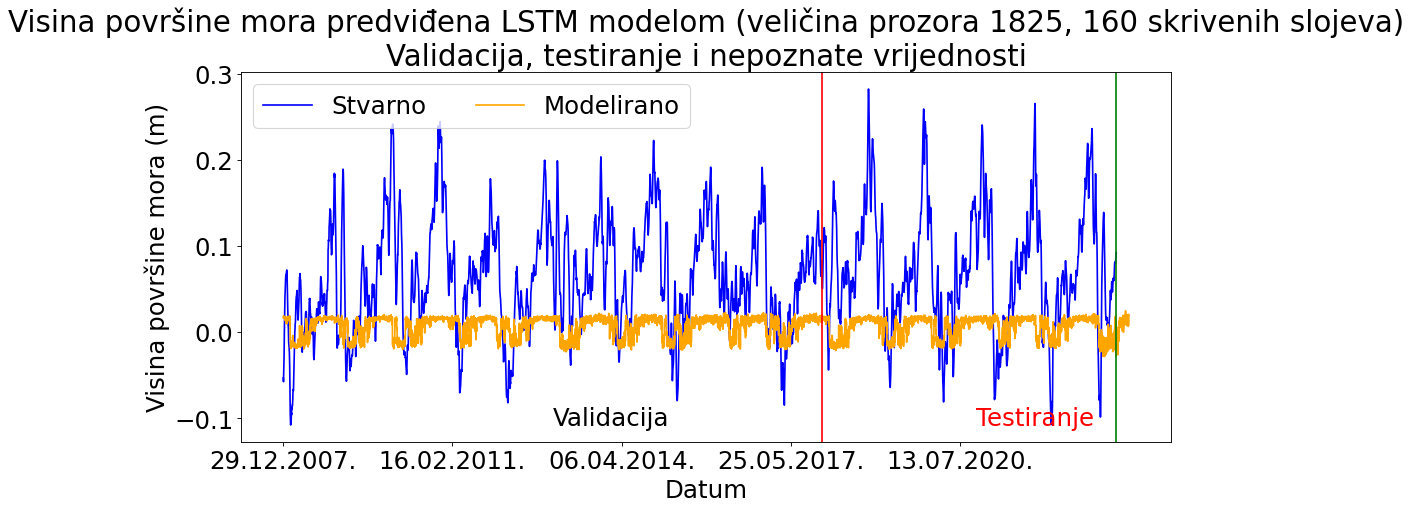 Visina površine mora predviđena LSTM modelom (veličina prozora 1825, 160 skrivenih slojeva)
Validacija, testiranje i nepoznate vrijednosti
Stvarno
Modelirano
0.3
0.2
0.1
0.0
−0.1
Visina površine mora (m)
Validacija
Testiranje
29.12.2007.
16.02.2011.
06.04.2014.
25.05.2017.
13.07.2020.
Datum